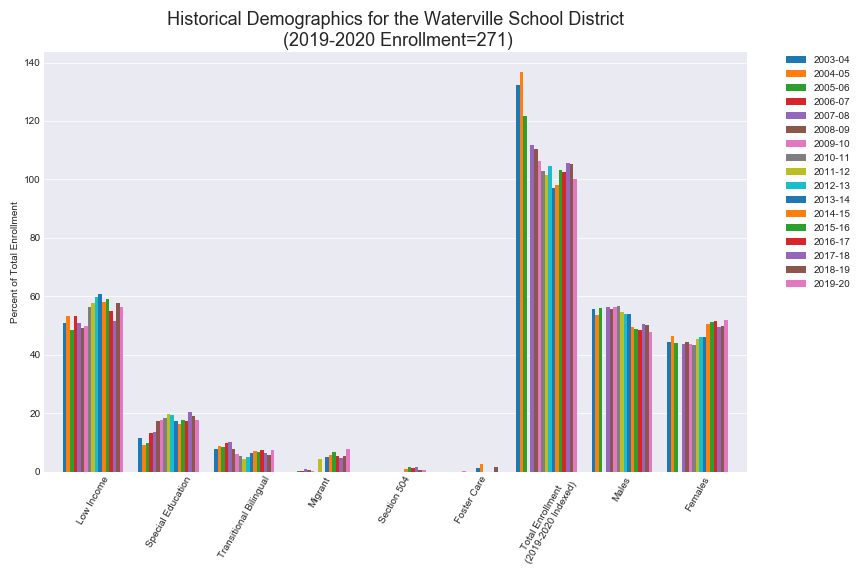 Historical Demographics for the Waterville School District
(2019-2020 Enrollment=271)
Percent of Total Enrollment
140
120
100
80
60
40
20
0
Low Income
Special Education
Transitional Bilingual
Migrant
Section 504
Foster Care
Total Enrollment
(2019-2020 Indexed)
Males
Females
2003-04
2004-05
2005-06
2006-07
2007-08
2008-09
2009-10
2010-11
2011-12
2012-13
2013-14
2014-15
2015-16
2016-17
2017-18
2018-19
2019-20